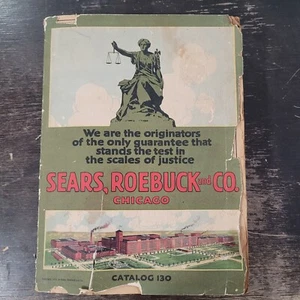 We are the originators
of the only guarantee that
stands the test in
the scales of justice
SEARS, ROEBUCK and CO.
CHICAGO
CATALOG 130